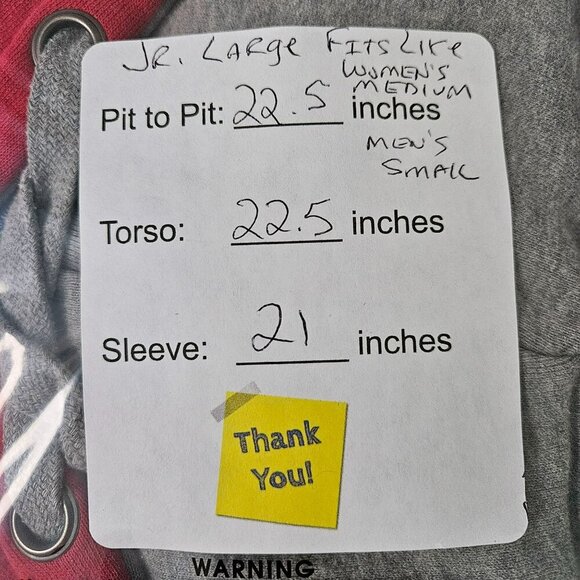 JR. LARge FITS LIKe
WOMEN'S
MEDIUM
Pit to Pit: 22.5 inches
MEN'S
SMALL
Torso: 22.5 inches
Sleeve: 21 inches
Thank
You!
WARNING